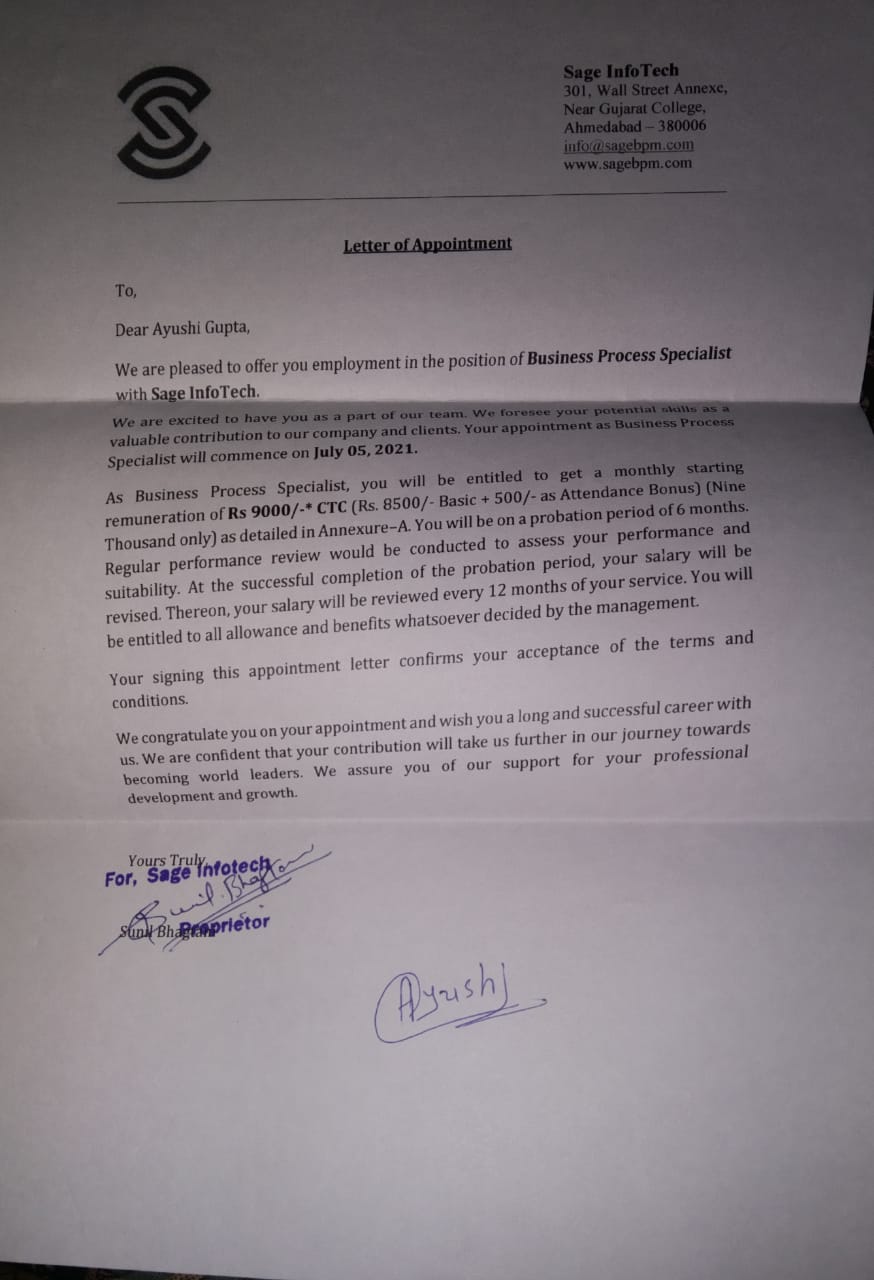 Sage InfoTech
301, Wall Street Annexe,
Near Gujarat College,
Ahmedabad – 380006
info@sagebpm.com
www.sagebpm.com
Letter of Appointment
To,
Dear Ayushi Gupta,
We are pleased to offer you employment in the position of Business Process Specialist
with Sage InfoTech.
We are excited to have you as a part of our team. We foresee your potential skills as a
valuable contribution to our company and clients. Your appointment as Business Process
Specialist will commence on July 05, 2021.
As Business Process Specialist, you will be entitled to get a monthly starting
remuneration of Rs 9000/-* CTC (Rs. 8500/- Basic + 500/- as Attendance Bonus) (Nine
Thousand only) as detailed in Annexure–A. You will be on a probation period of 6 months.
Regular performance review would be conducted to assess your performance and
suitability. At the successful completion of the probation period, your salary will be
revised. Thereon, your salary will be reviewed every 12 months of your service. You will
be entitled to all allowance and benefits whatsoever decided by the management.
Your signing this appointment letter confirms your acceptance of the terms and
conditions.
We congratulate you on your appointment and wish you a long and successful career with
us. We are confident that your contribution will take us further in our journey towards
becoming world leaders. We assure you of our support for your professional
development and growth.
Yours Truly,
For, Sage Infotech
Sunil
Proprietor
Ayushi